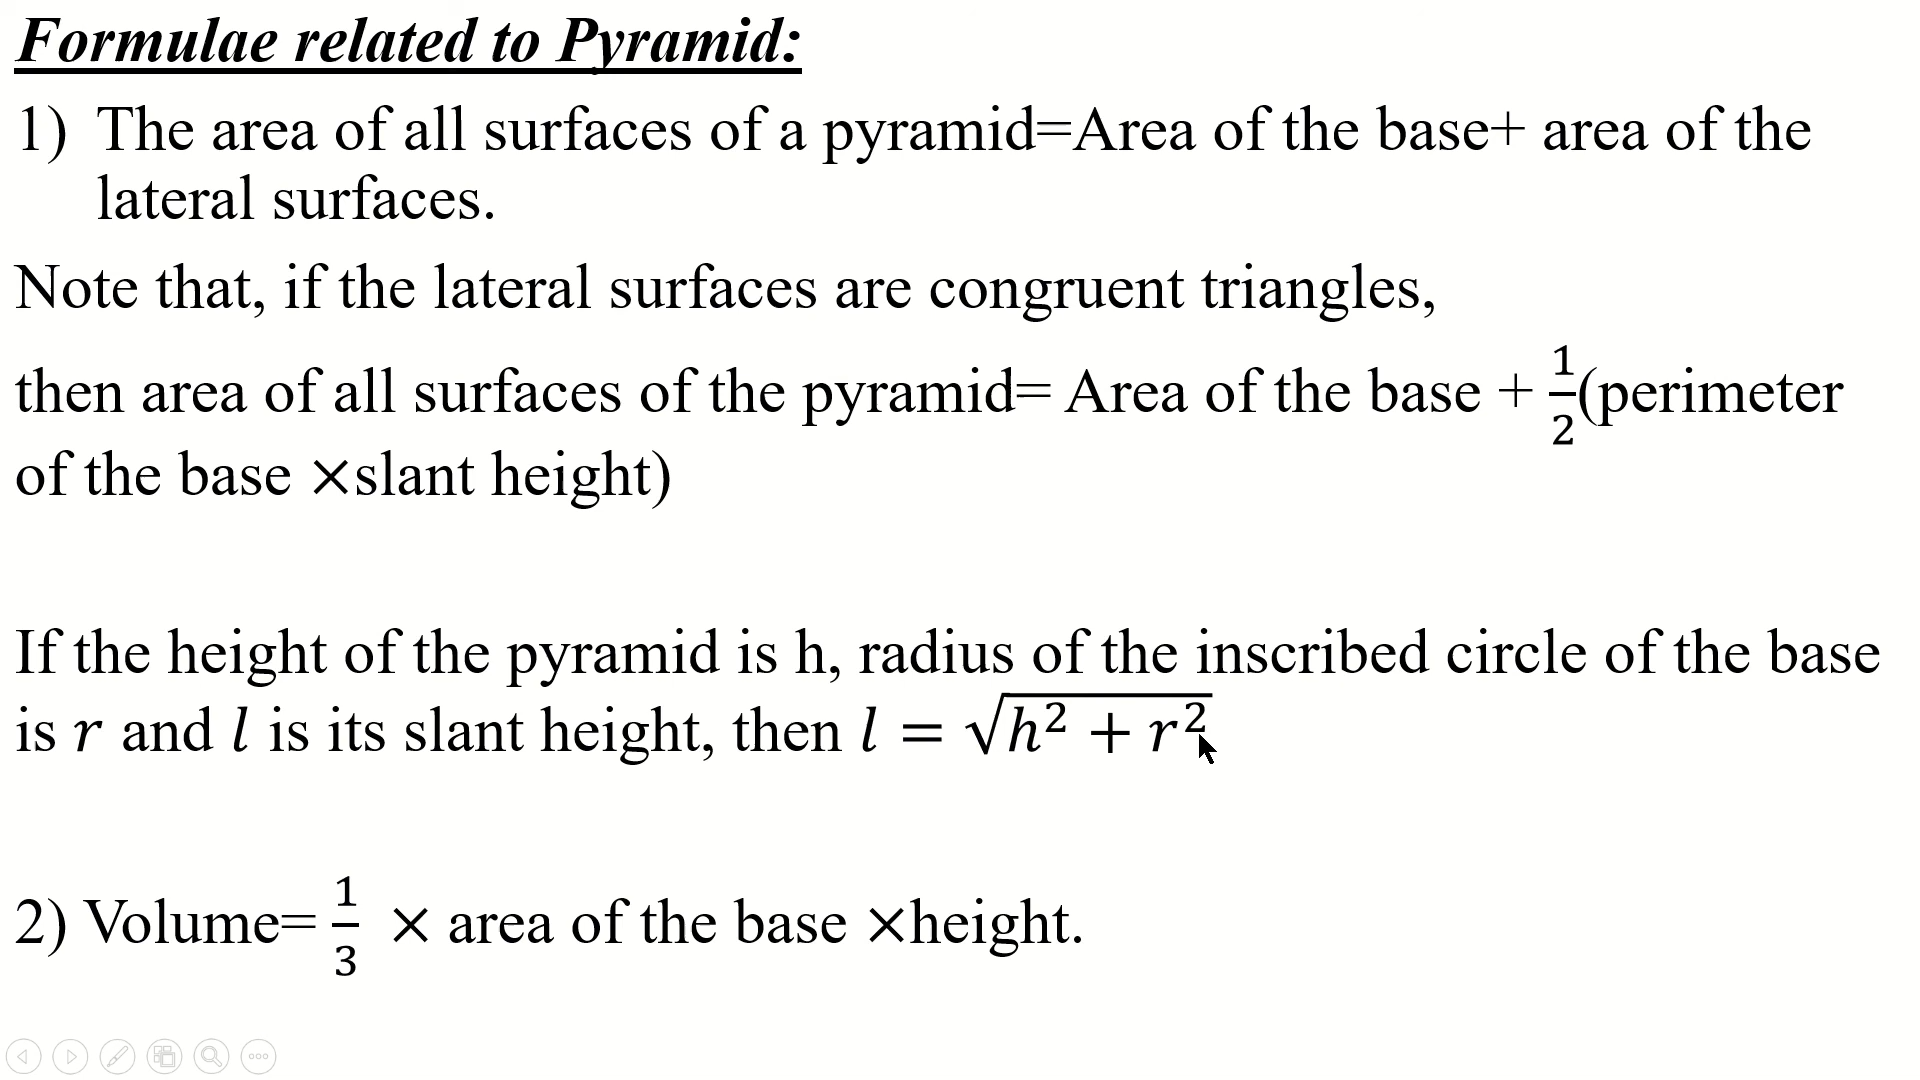 Formulae related to Pyramid:
1) The area of all surfaces of a pyramid=Area of the base+ area of the
lateral surfaces.
Note that, if the lateral surfaces are congruent triangles,
then area of all surfaces of the pyramid= Area of the base + 1/2(perimeter
of the base ×slant height)
If the height of the pyramid is h, radius of the inscribed circle of the base
is r and l is its slant height, then l = √(h² + r²)
2) Volume= 1/3 × area of the base ×height.